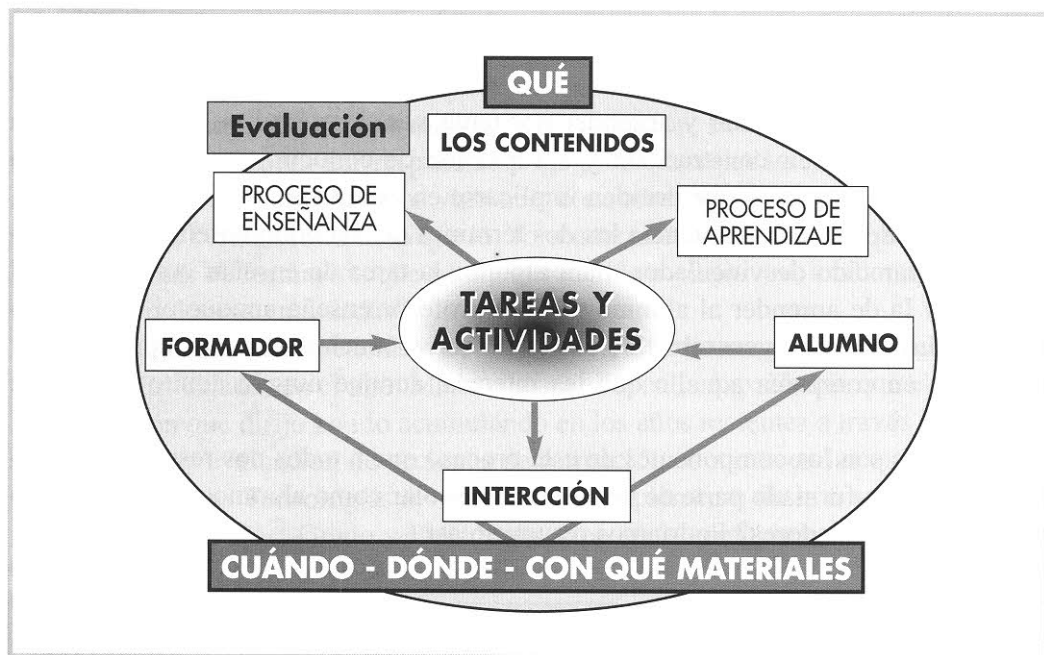 QUÉ
Evaluación
LOS CONTENIDOS
PROCESO DE
ENSEÑANZA
PROCESO DE
APRENDIZAJE
TAREAS Y
ACTIVIDADES
FORMADOR
ALUMNO
INTERCCIÓN
CUÁNDO - DÓNDE - CON QUÉ MATERIALES